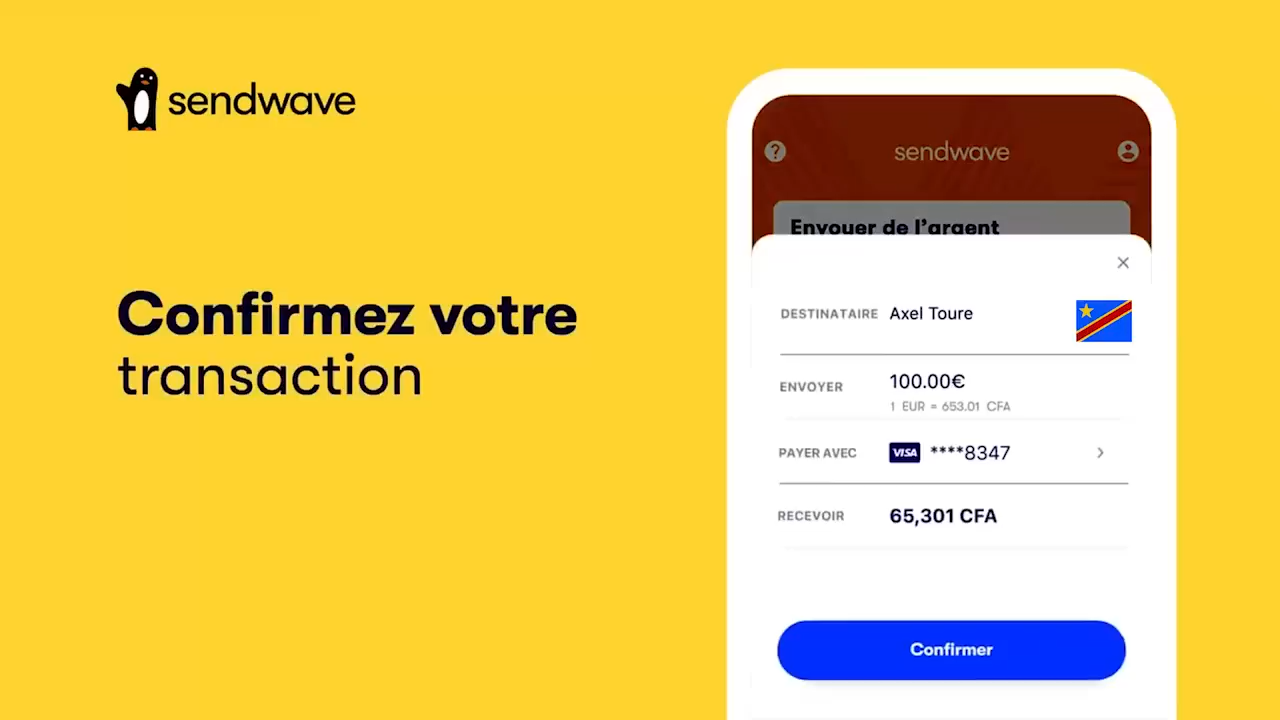 sendwave
Confirmez votre
transaction
?
sendwave
Envoyer de l'argent
DESTINATAIRE Axel Toure
ENVOYER 100.00€
1 EUR = 653.01 CFA
PAYER AVEC VISA ****8347
RECEVOIR 65,301 CFA
Confirmer